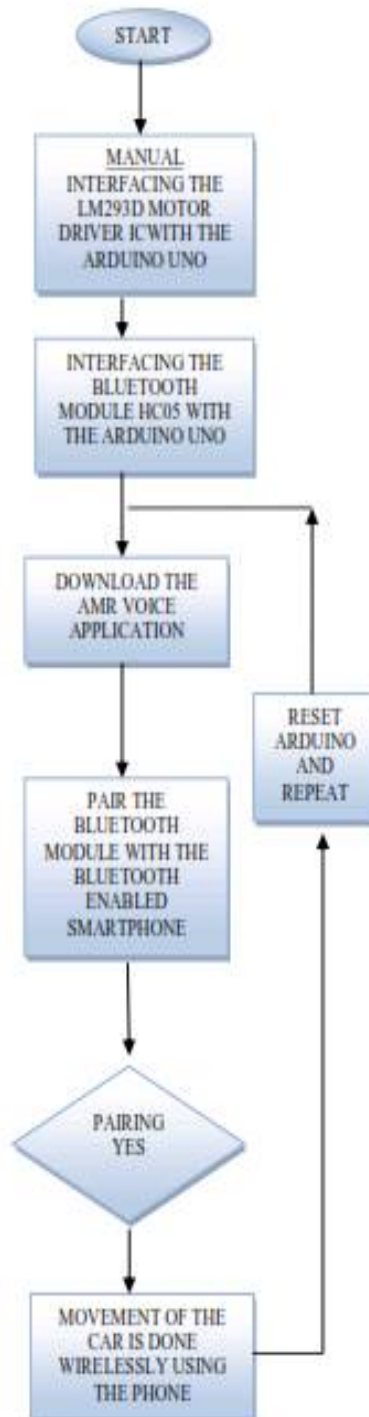 START
MANUAL
INTERFACING THE
LM293D MOTOR
DRIVER ICWITH THE
ARDUINO UNO
INTERFACING THE
BLUETOOTH
MODULE HC05 WITH
THE ARDUINO UNO
DOWNLOAD THE
AMR VOICE
APPLICATION
RESET
ARDUINO
AND
REPEAT
PAIR THE
BLUETOOTH
MODULE WITH THE
BLUETOOTH
ENABLED
SMARTPHONE
PAIRING
YES
MOVEMENT OF THE
CAR IS DONE
WIRELESSLY USING
THE PHONE